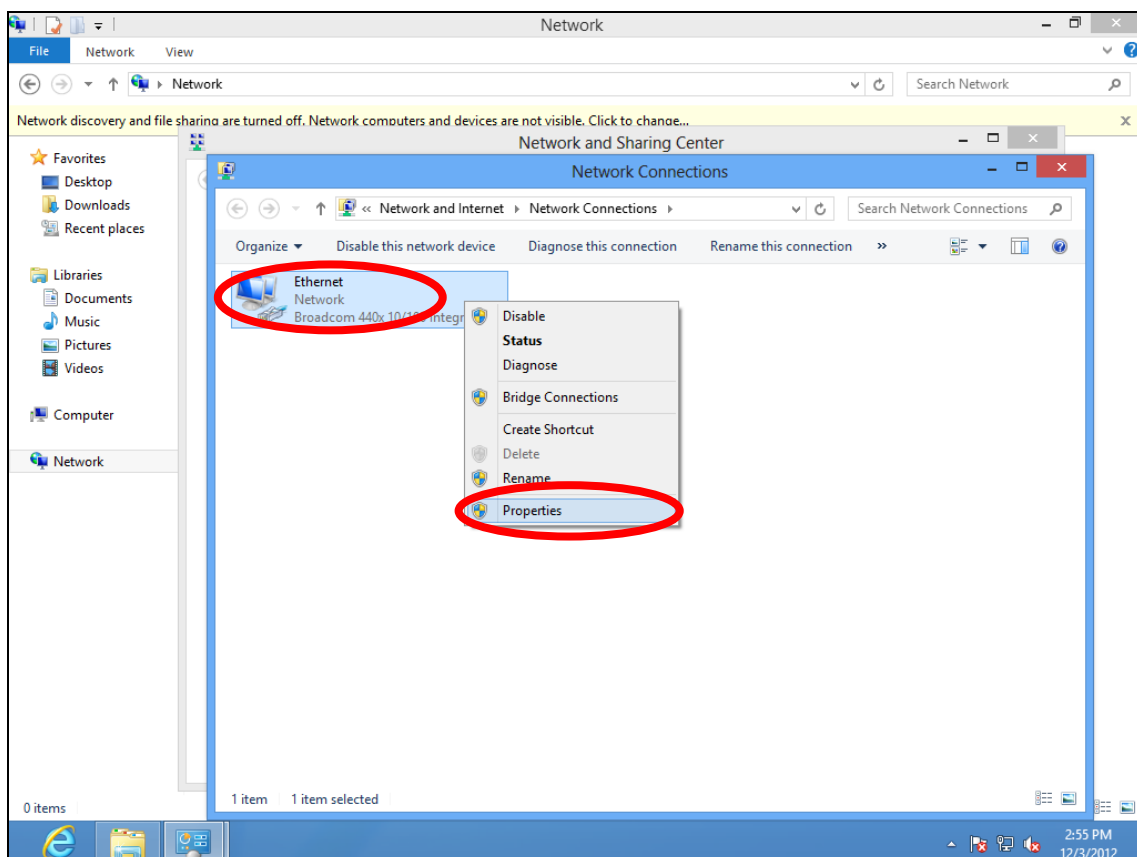 Network
File Network View
Network
Search Network
Network discovery and file sharing are turned off. Network computers and devices are not visible. Click to change...
Favorites
Desktop
Downloads
Recent places
Libraries
Documents
Music
Pictures
Videos
Computer
Network
0 items
Network and Sharing Center
Network Connections
« Network and Internet Network Connections
Search Network Connections
Organize Disable this network device Diagnose this connection Rename this connection »
Ethernet
Network
Broadcom 440x 10/100 Integr
Disable
Status
Diagnose
Bridge Connections
Create Shortcut
Delete
Rename
Properties
1 item 1 item selected
2:55 PM
12/3/2012